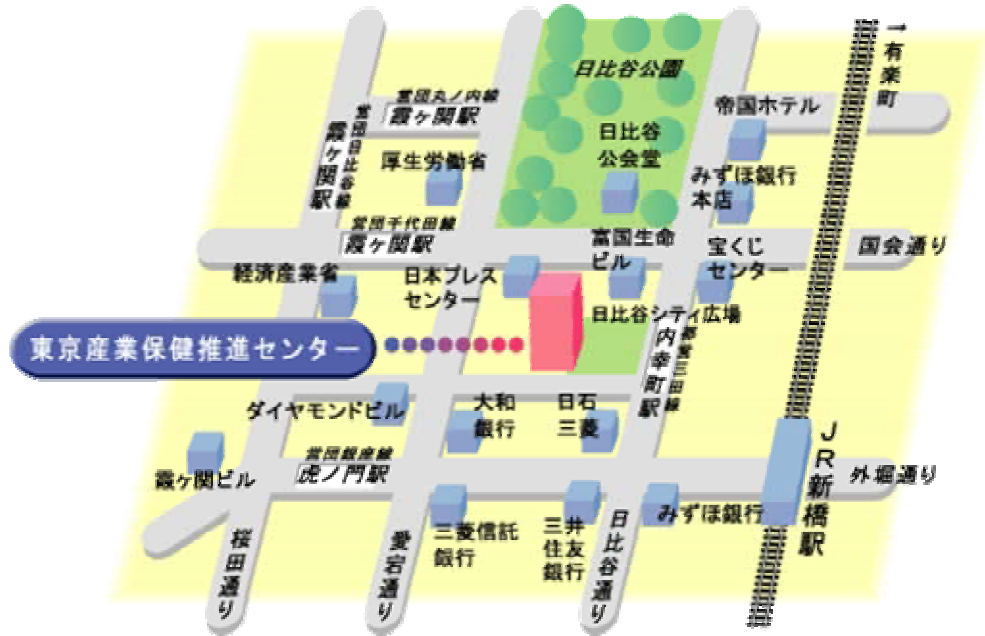 →有楽町
日比谷公園
営団丸ノ内線
霞ヶ関駅
帝国ホテル
営団日比谷線
霞ヶ関駅
日比谷
公会堂
厚生労働省
みずほ銀行
本店
営団千代田線
霞ヶ関駅
富国生命
ビル
宝くじ
センター
国会通り
経済産業省
日本プレス
センター
日比谷シティ広場
東京産業保健推進センター
都営三田線
内幸町駅
ダイヤモンドビル
大和
銀行
日石
三菱
JR新橋駅
営団銀座線
虎ノ門駅
外堀通り
霞ヶ関ビル
三菱信託
銀行
三井
住友
銀行
みずほ銀行
桜田通り
愛宕通り
日比谷通り